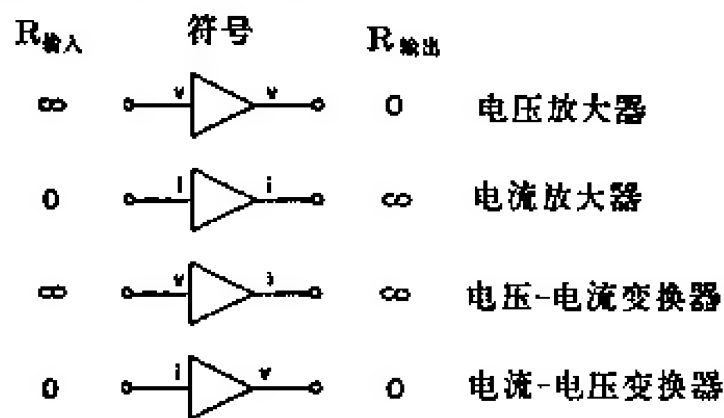 R输入 符号 R输出
∞ v v 0 电压放大器
0 i i ∞ 电流放大器
∞ v i ∞ 电压-电流变换器
0 i v 0 电流-电压变换器